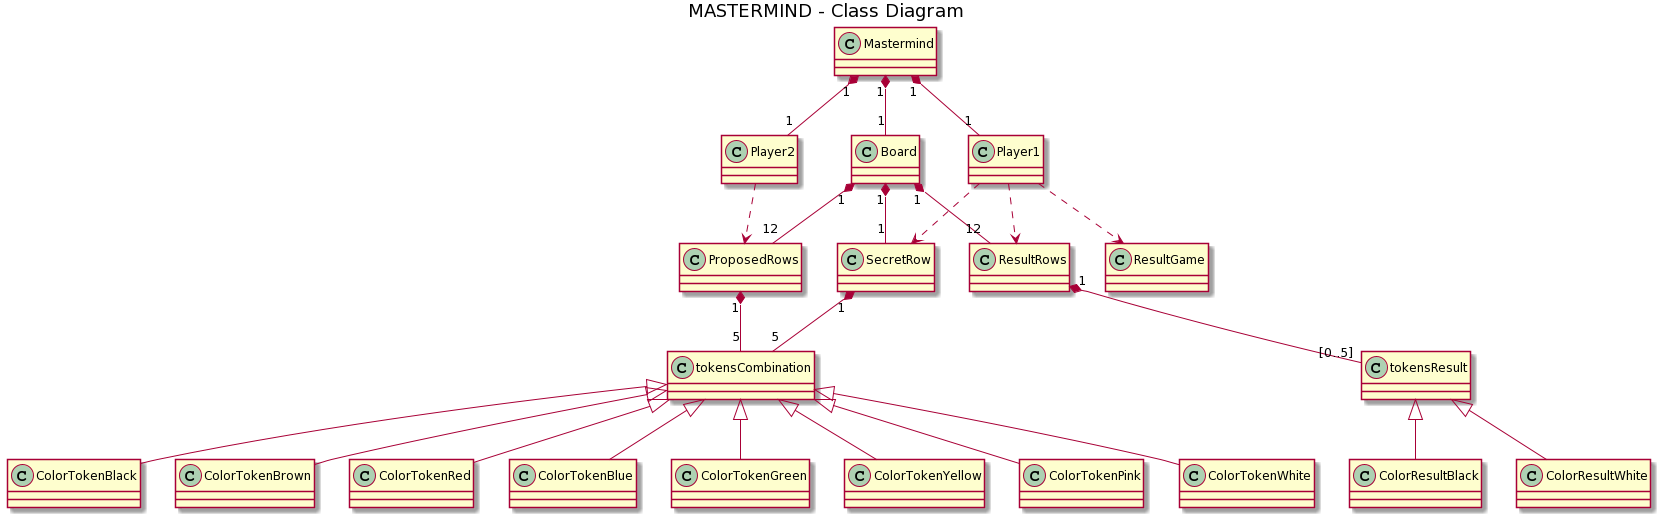 MASTERMIND - Class Diagram
C Mastermind
1 1 1
1 1 1
C Player2 C Board C Player1
1 1 1
12 1 12
C ProposedRows C SecretRow C ResultRows C ResultGame
1 1 1
5 5 [0..5]
C tokensCombination C tokensResult
C ColorTokenBlack C ColorTokenBrown C ColorTokenRed C ColorTokenBlue C ColorTokenGreen C ColorTokenYellow C ColorTokenPink C ColorTokenWhite C ColorResultBlack C ColorResultWhite